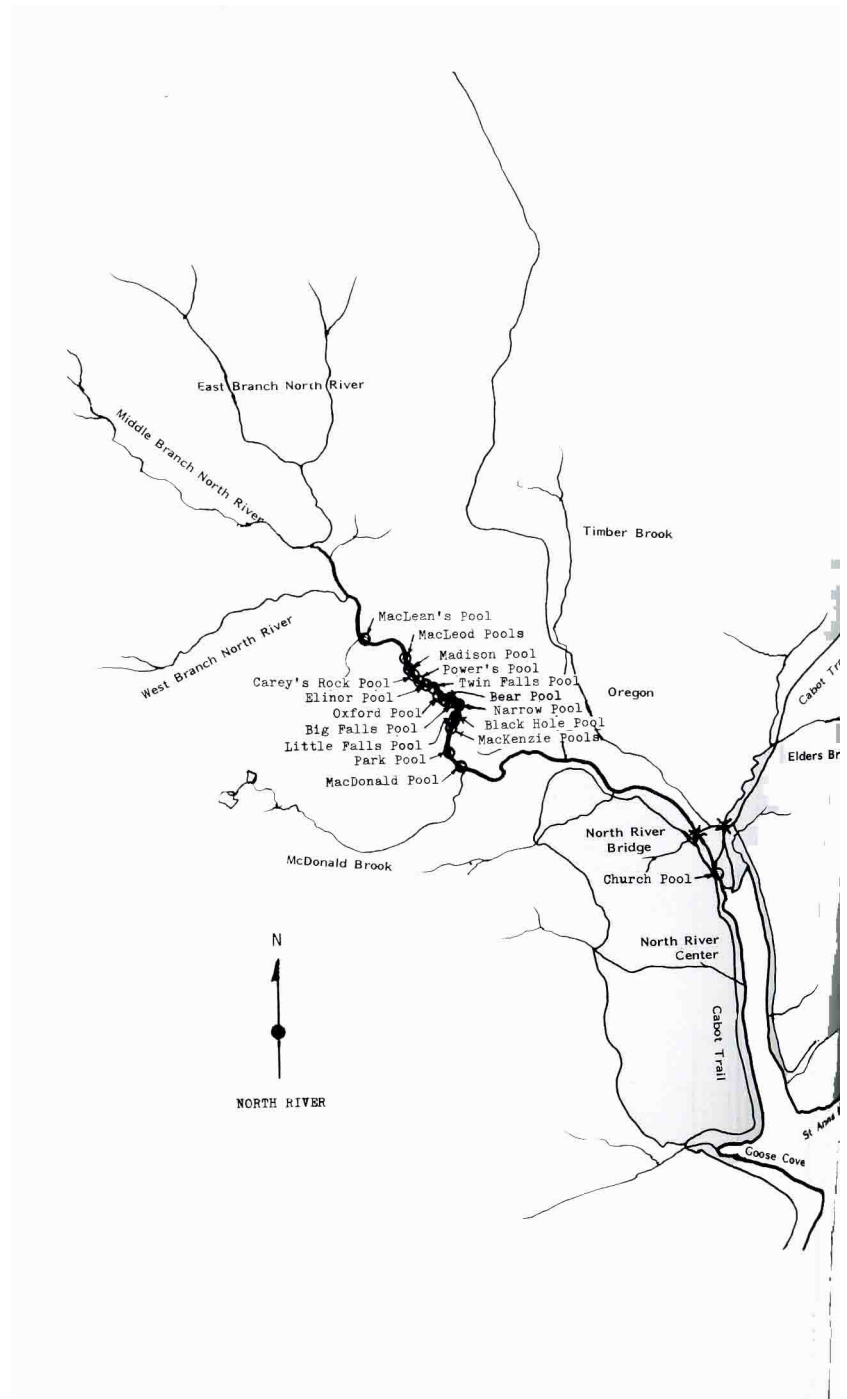 East Branch North River
Middle Branch North River
Timber Brook
MacLean's Pool
West Branch North River
MacLeod Pools
Madison Pool
Power's Pool
Carey's Rock Pool
Twin Falls Pool
Elinor Pool
Bear Pool
Oregon
Cabot
Oxford Pool
Narrow Pool
Big Falls Pool
Black Hole Pool
Little Falls Pool
MacKenzie Pools
Elders
Park Pool
MacDonald Pool
North River
Bridge
McDonald Brook
Church Pool
N
North River
Center
Cabot Trail
NORTH RIVER
St Anns
Goose Cove